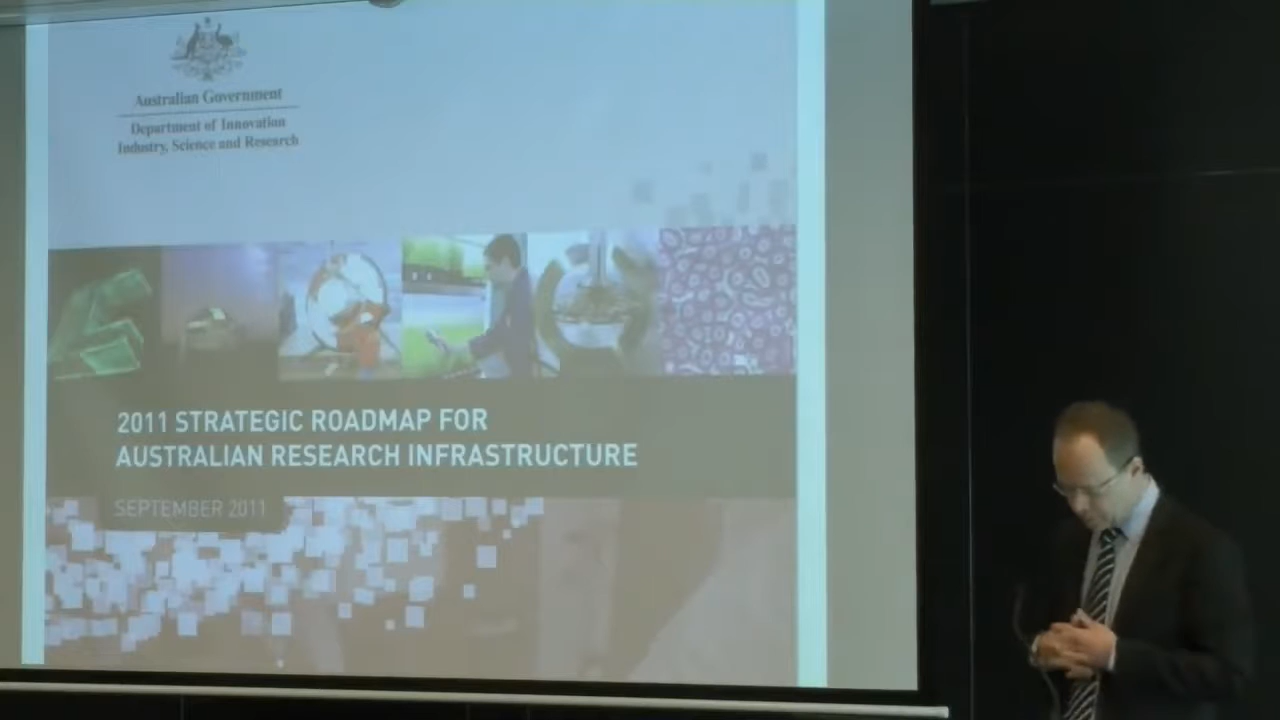 Australian Government
Department of Innovation
Industry, Science and Research
2011 STRATEGIC ROADMAP FOR
AUSTRALIAN RESEARCH INFRASTRUCTURE
SEPTEMBER 2011